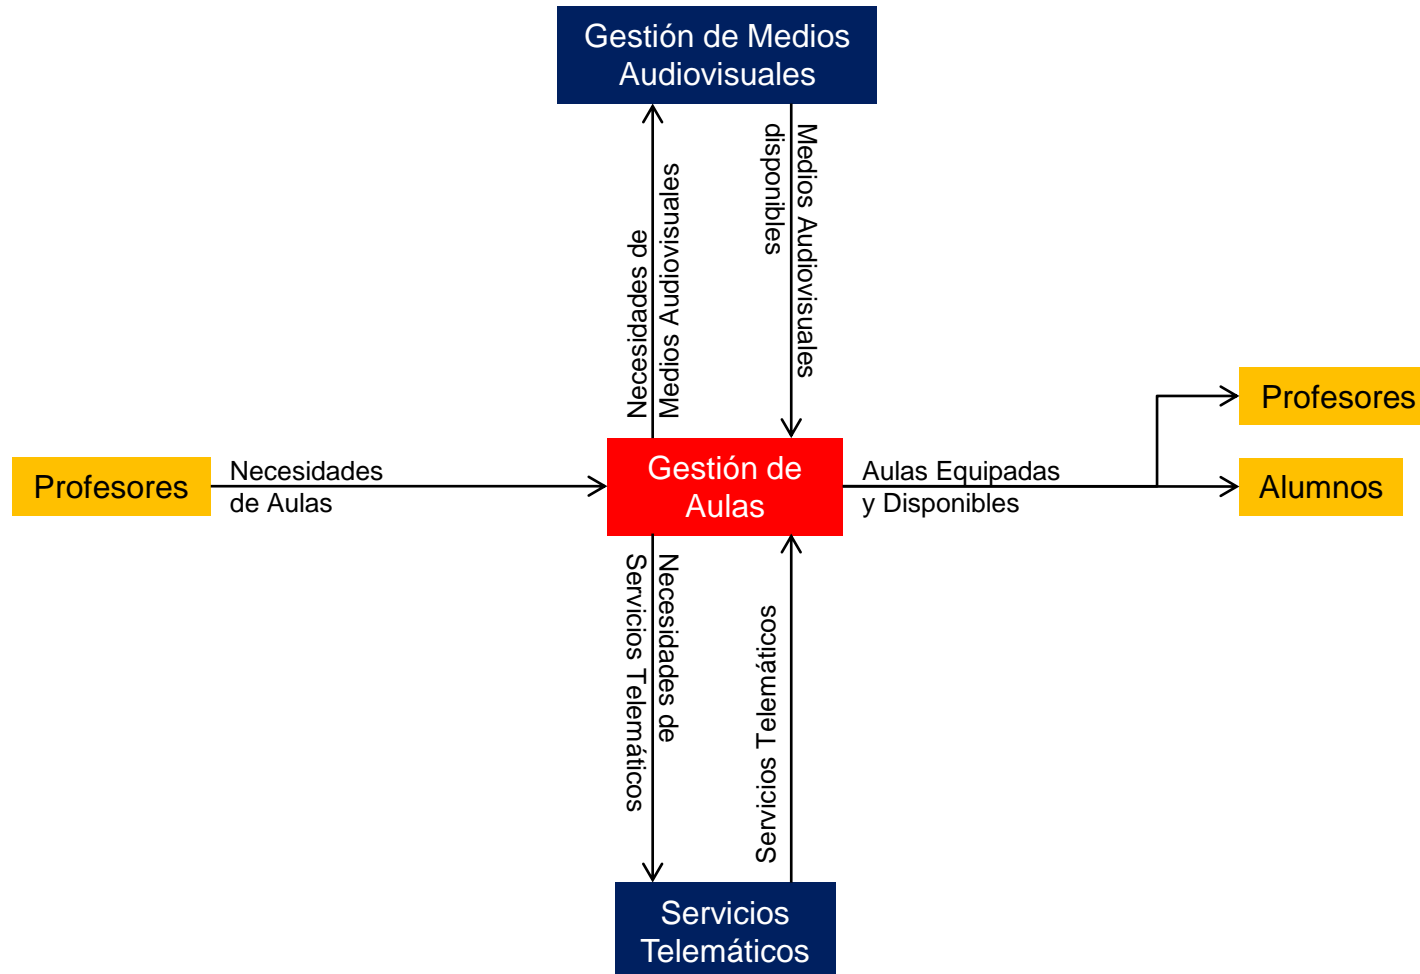 Gestión de Medios
Audiovisuales
Necesidades de
Medios Audiovisuales
Medios Audiovisuales
disponibles
Profesores
Necesidades
de Aulas
Gestión de
Aulas
Aulas Equipadas
y Disponibles
Profesores
Alumnos
Necesidades de
Servicios Telemáticos
Servicios Telemáticos
Servicios
Telemáticos